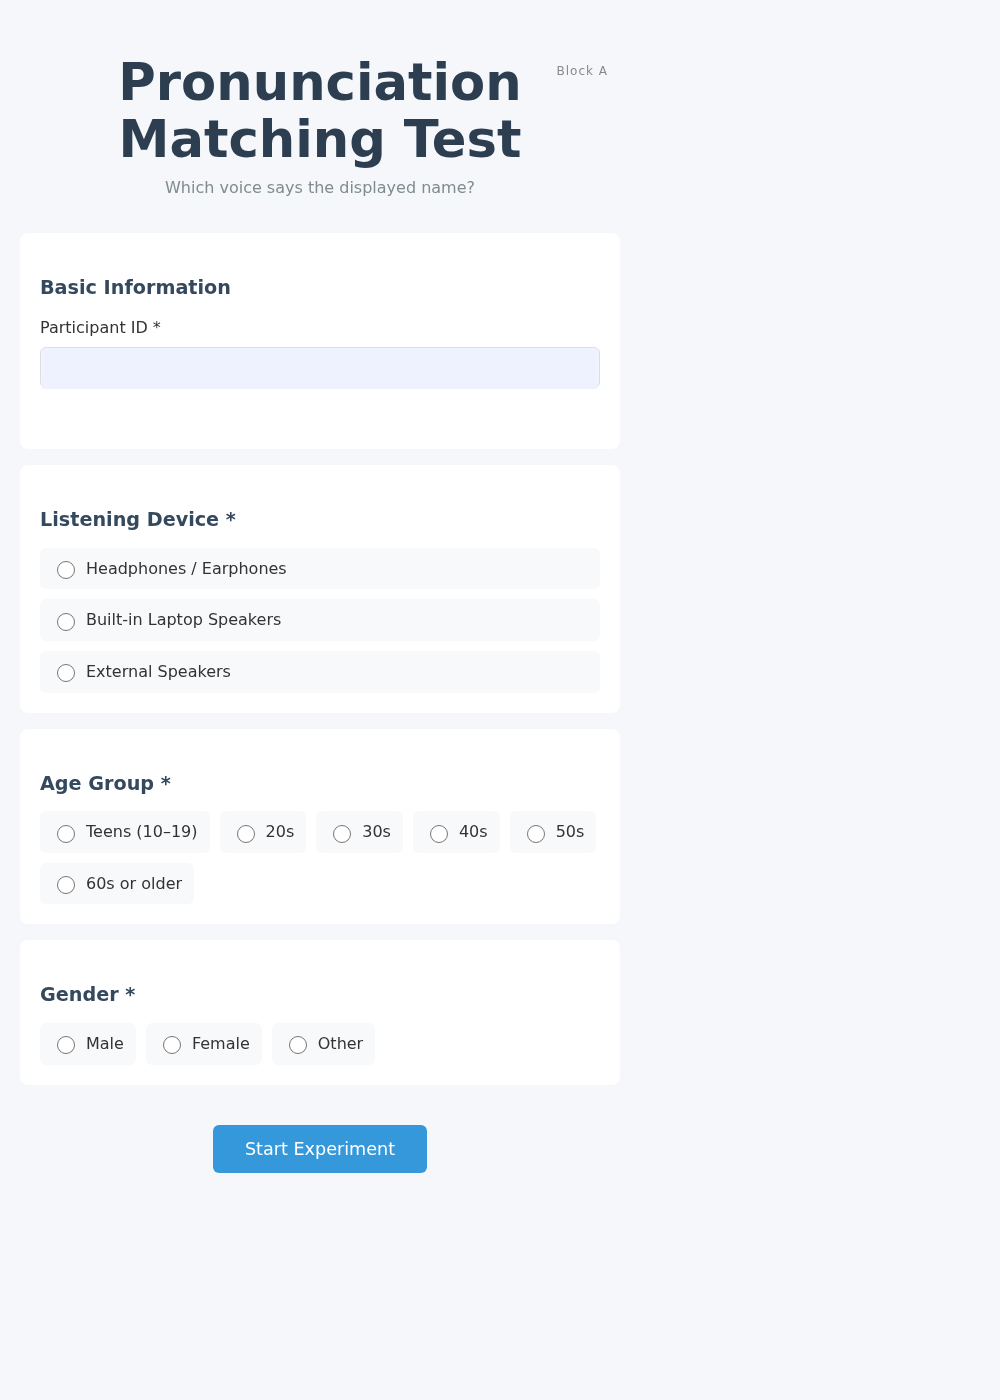 Block A
Pronunciation
Matching Test
Which voice says the displayed name?
Basic Information
Participant ID *
Listening Device *
Headphones / Earphones
Built-in Laptop Speakers
External Speakers
Age Group *
Teens (10–19) 20s 30s 40s 50s
60s or older
Gender *
Male Female Other
Start Experiment